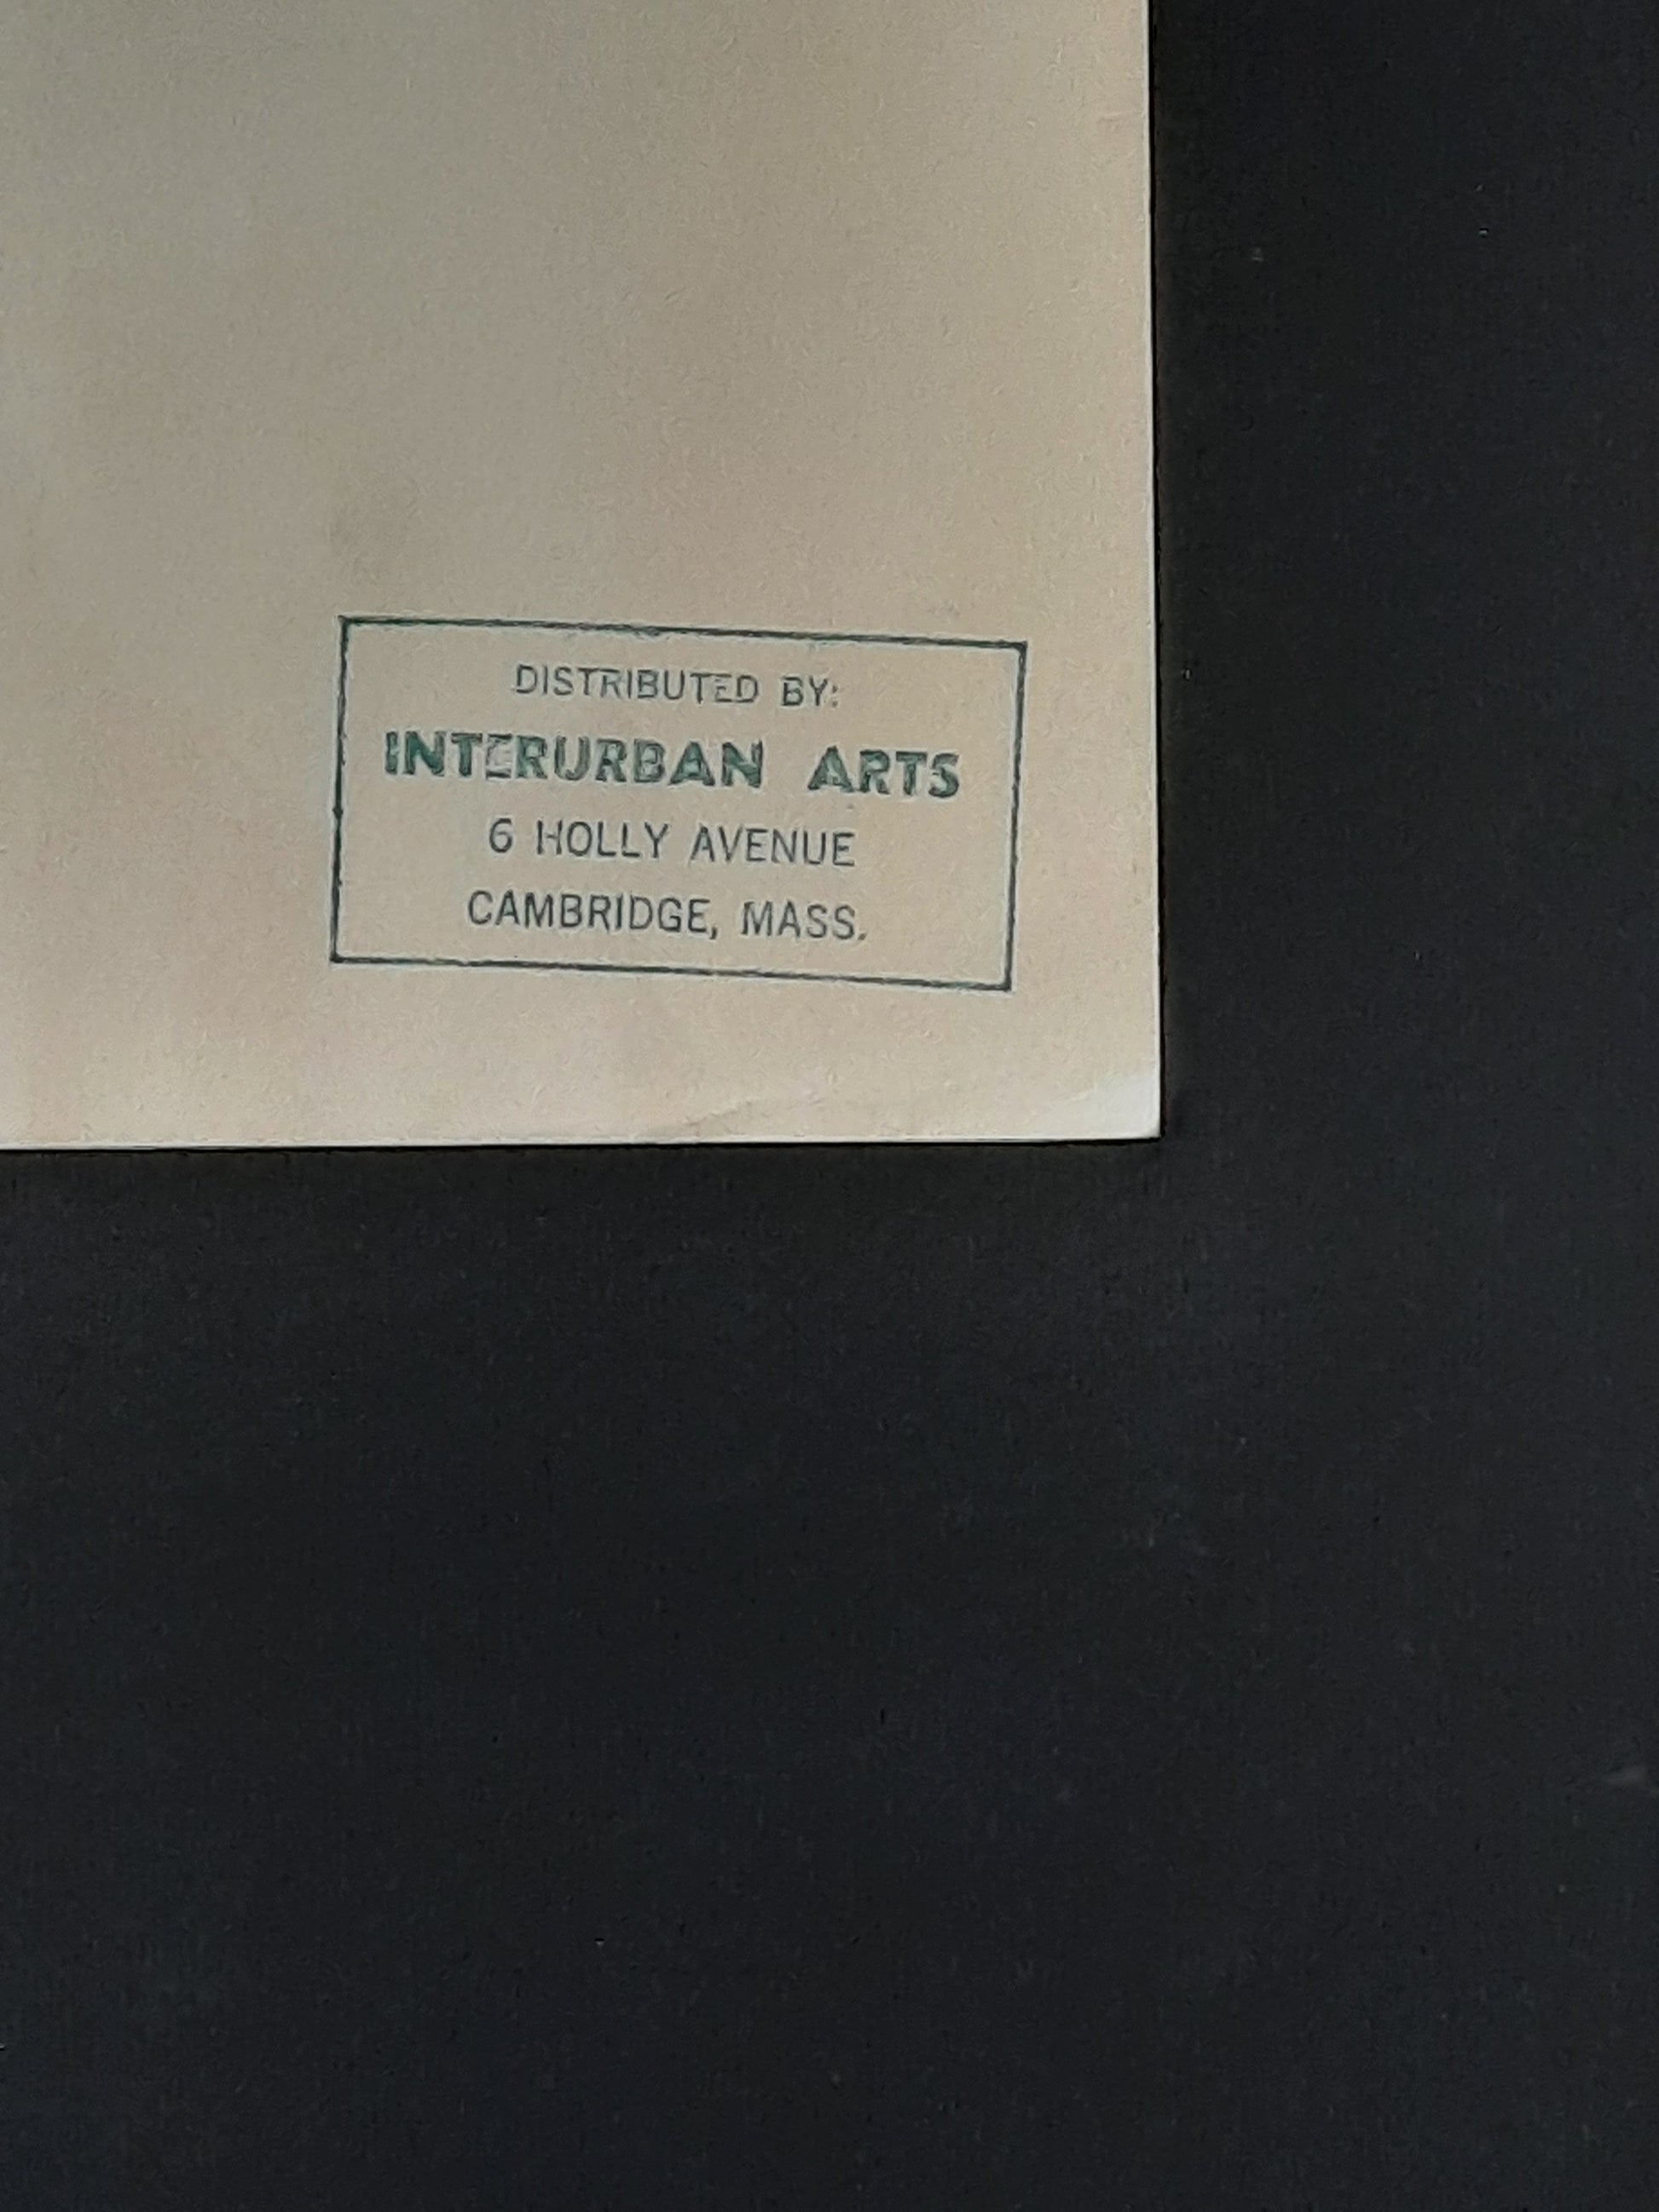 DISTRIBUTED BY:
INTERURBAN ARTS
6 HOLLY AVENUE
CAMBRIDGE, MASS.